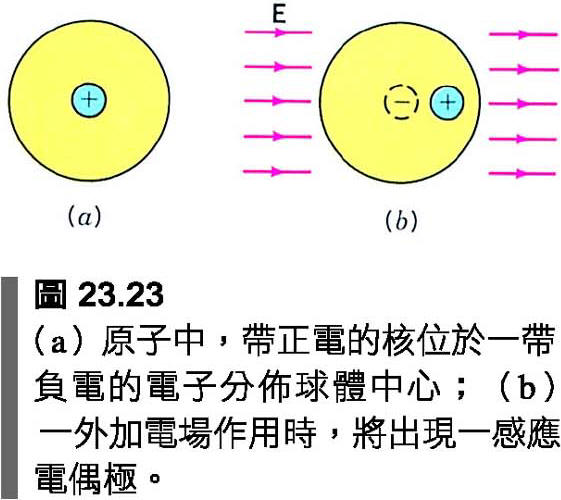 E
+
− +
(a) (b)
圖 23.23
(a) 原子中，帶正電的核位於一帶
負電的電子分佈球體中心；(b)
一外加電場作用時，將出現一感應
電偶極。